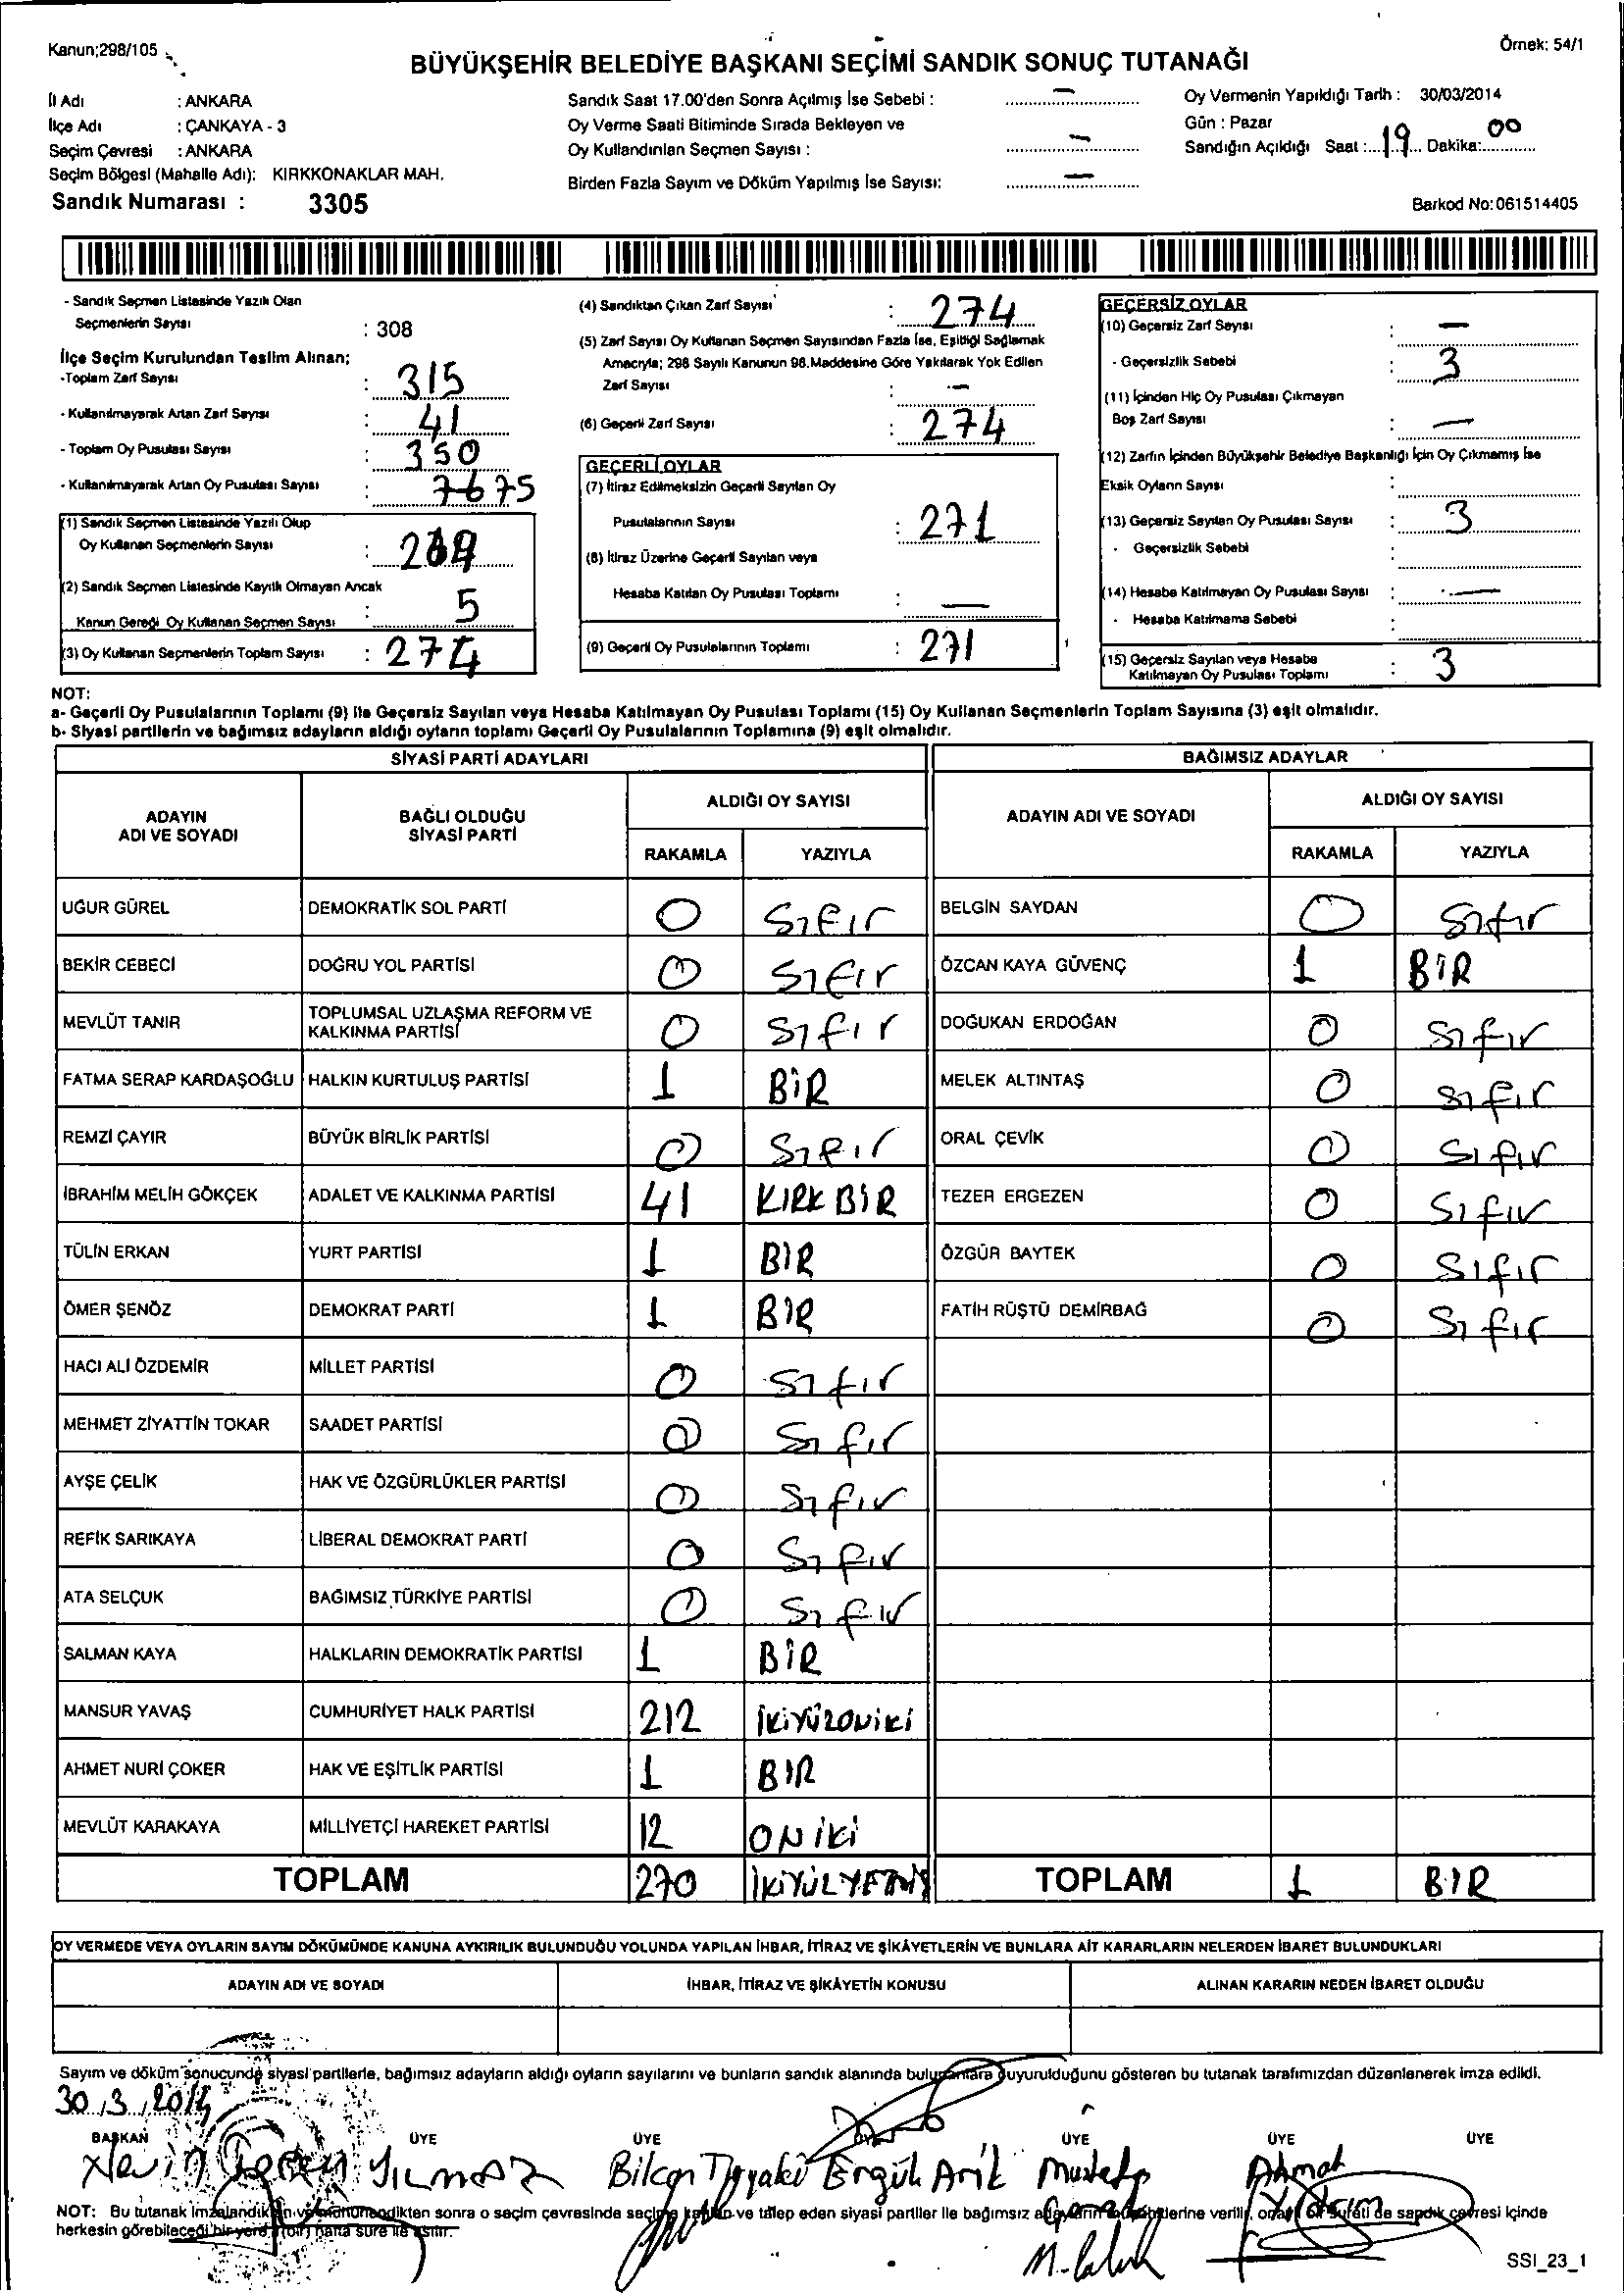 Kanun;298/105
Örnek: 54/1
BÜYÜKŞEHİR BELEDİYE BAŞKANI SEÇİMİ SANDIK SONUÇ TUTANAĞI
İl Adı : ANKARA
İlçe Adı : ÇANKAYA - 3
Seçim Çevresi : ANKARA
Seçim Bölgesi (Mahalle Adı): KIRKKONAKLAR MAH.
Sandık Numarası : 3305
Sandık Saat 17.00'den Sonra Açılmış İse Sebebi : —
Oy Verme Saati Bitiminde Sırada Bekleyen ve
Oy Kullandırılan Seçmen Sayısı : —
Birden Fazla Sayım ve Döküm Yapılmış İse Sayısı: —
Oy Vermenin Yapıldığı Tarih : 30/03/2014
Gün : Pazar
Sandığın Açıldığı Saat :...19... Dakika:...00...
Barkod No:061514405
- Sandık Seçmen Listesinde Yazılı Olan
Seçmenlerin Sayısı : 308
İlçe Seçim Kurulundan Teslim Alınan;
-Toplam Zarf Sayısı : 315
- Kullanılmayarak Artan Zarf Sayısı : 41
- Toplam Oy Pusulası Sayısı : 350
- Kullanılmayarak Artan Oy Pusulası Sayısı :
(1) Sandık Seçmen Listesinde Yazılı Olup
Oy Kullanan Seçmenlerin Sayısı : 269
(2) Sandık Seçmen Listesinde Kayıtlı Olmayan Ancak
Kanun Gereği Oy Kullanan Seçmen Sayısı : 5
(3) Oy Kullanan Seçmenlerin Toplam Sayısı : 274
(4) Sandıktan Çıkan Zarf Sayısı : 274
(5) Zarf Sayısı Oy Kullanan Seçmen Sayısından Fazla İse, Eşitliği Sağlamak
Amacıyla; 298 Sayılı Kanunun 98.Maddesine Göre Yakılarak Yok Edilen
Zarf Sayısı : —
(6) Geçerli Zarf Sayısı : 274
GEÇERLİ OYLAR
(7) İtiraz Edilmeksizin Geçerli Sayılan Oy
Pusulalarının Sayısı : 271
(8) İtiraz Üzerine Geçerli Sayılan veya
Hesaba Katılan Oy Pusulası Toplamı : —
(9) Geçerli Oy Pusulalarının Toplamı : 271
GEÇERSİZ OYLAR
(10) Geçersiz Zarf Sayısı : —
- Geçersizlik Sebebi : 3
(11) İçinden Hiç Oy Pusulası Çıkmayan
Boş Zarf Sayısı : —
(12) Zarfın İçinden Büyükşehir Belediye Başkanlığı İçin Oy Çıkmamış İse
Eksik Oyların Sayısı :
(13) Geçersiz Sayılan Oy Pusulası Sayısı : 3
- Geçersizlik Sebebi :
(14) Hesaba Katılmayan Oy Pusulası Sayısı : —
- Hesaba Katılmama Sebebi :
(15) Geçersiz Sayılan veya Hesaba
Katılmayan Oy Pusulası Toplamı : 3
NOT:
a- Geçerli Oy Pusulalarının Toplamı (9) ile Geçersiz Sayılan veya Hesaba Katılmayan Oy Pusulası Toplamı (15) Oy Kullanan Seçmenlerin Toplam Sayısına (3) eşit olmalıdır.
b- Siyasi partilerin ve bağımsız adayların aldığı oyların toplamı Geçerli Oy Pusulalarının Toplamına (9) eşit olmalıdır.
SİYASİ PARTİ ADAYLARI
ADAYIN
ADI VE SOYADI
BAĞLI OLDUĞU
SİYASİ PARTİ
ALDIĞI OY SAYISI
RAKAMLA YAZIYLA
UĞUR GÜREL DEMOKRATİK SOL PARTİ 0 Sıfır
BEKİR CEBECİ DOĞRU YOL PARTİSİ 0 Sıfır
MEVLÜT TANIR TOPLUMSAL UZLAŞMA REFORM VE
KALKINMA PARTİSİ 0 Sıfır
FATMA SERAP KARDAŞOĞLU HALKIN KURTULUŞ PARTİSİ 1 BİR
REMZİ ÇAYIR BÜYÜK BİRLİK PARTİSİ 0 Sıfır
İBRAHİM MELİH GÖKÇEK ADALET VE KALKINMA PARTİSİ 41 KIRK BİR
TÜLİN ERKAN YURT PARTİSİ 1 BİR
ÖMER ŞENÖZ DEMOKRAT PARTİ 1 BİR
HACI ALİ ÖZDEMİR MİLLET PARTİSİ 0 Sıfır
MEHMET ZİYATTİN TOKAR SAADET PARTİSİ 0 Sıfır
AYŞE ÇELİK HAK VE ÖZGÜRLÜKLER PARTİSİ 0 Sıfır
REFİK SARIKAYA LİBERAL DEMOKRAT PARTİ 0 Sıfır
ATA SELÇUK BAĞIMSIZ TÜRKİYE PARTİSİ 0 Sıfır
SALMAN KAYA HALKLARIN DEMOKRATİK PARTİSİ 1 BİR
MANSUR YAVAŞ CUMHURİYET HALK PARTİSİ 212 İKİYÜZONİKİ
AHMET NURİ ÇOKER HAK VE EŞİTLİK PARTİSİ 1 BIR
MEVLÜT KARAKAYA MİLLİYETÇİ HAREKET PARTİSİ 12 ONİKİ
TOPLAM 270 İKİYÜZYETMİŞ
BAĞIMSIZ ADAYLAR
ADAYIN ADI VE SOYADI
ALDIĞI OY SAYISI
RAKAMLA YAZIYLA
BELGİN SAYDAN 0 Sıfır
ÖZCAN KAYA GÜVENÇ 1 BİR
DOĞUKAN ERDOĞAN 0 Sıfır
MELEK ALTINTAŞ 0 Sıfır
ORAL ÇEVİK 0 Sıfır
TEZER ERGEZEN 0 Sıfır
ÖZGÜR BAYTEK 0 Sıfır
FATİH RÜŞTÜ DEMİRBAĞ 0 Sıfır
TOPLAM 1 BIR
OY VERMEDE VEYA OYLARIN SAYIM DÖKÜMÜNDE KANUNA AYKIRILIK BULUNDUĞU YOLUNDA YAPILAN İHBAR, İTİRAZ VE ŞİKÂYETLERİN VE BUNLARA AİT KARARLARIN NELERDEN İBARET BULUNDUKLARI
ADAYIN ADI VE SOYADI İHBAR, İTİRAZ VE ŞİKÂYETİN KONUSU ALINAN KARARIN NEDEN İBARET OLDUĞU
Sayım ve döküm sonucunda siyasi partilerle, bağımsız adayların aldığı oyların sayılarını ve bunların sandık alanında bulunanlara duyurulduğunu gösteren bu tutanak tarafımızdan düzenlenerek imza edildi.
30.3.2014
BAŞKAN ÜYE ÜYE ÜYE ÜYE ÜYE ÜYE
YILMAZ Ergül Arık Ahmet
Yıldırım
NOT: Bu tutanak imzalandıktan ve mühürlendikten sonra o seçim çevresinde seçime katılan ve talep eden siyasi partiler ile bağımsız adayların müşahitlerine verilir, onaylı bir sureti de sandık çevresi içinde
herkesin görebileceği bir yere (bir) hafta süre ile asılır.
SSI_23_1